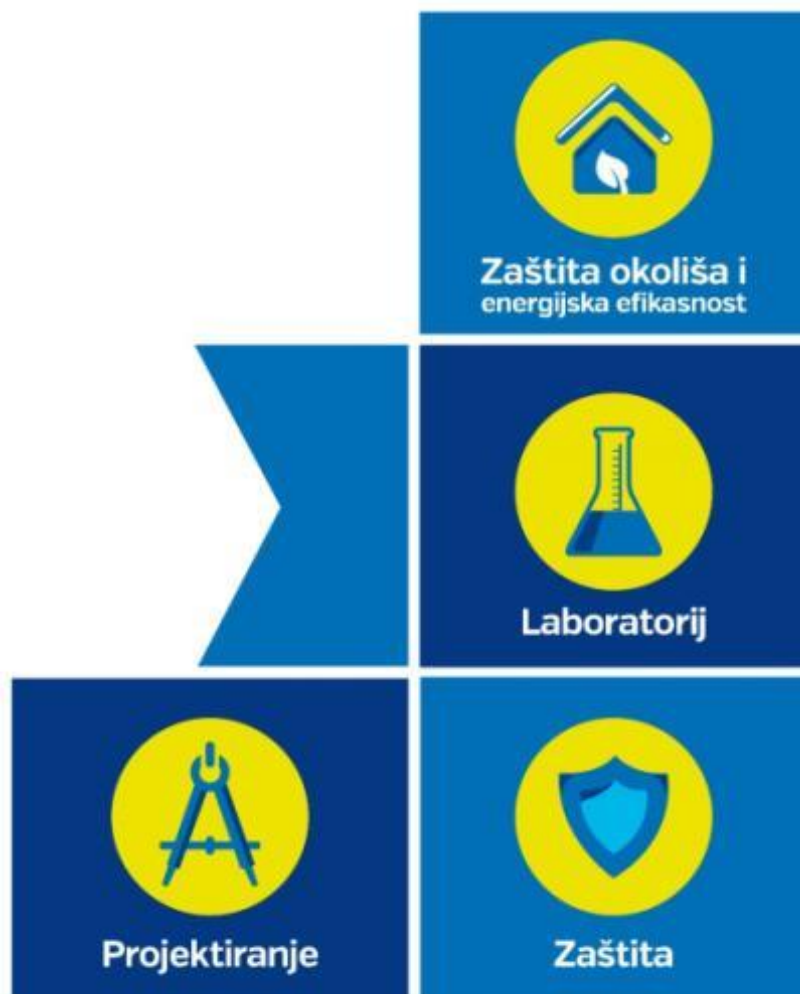 Zaštita okoliša i
energijska efikasnost
Laboratorij
Projektiranje
Zaštita